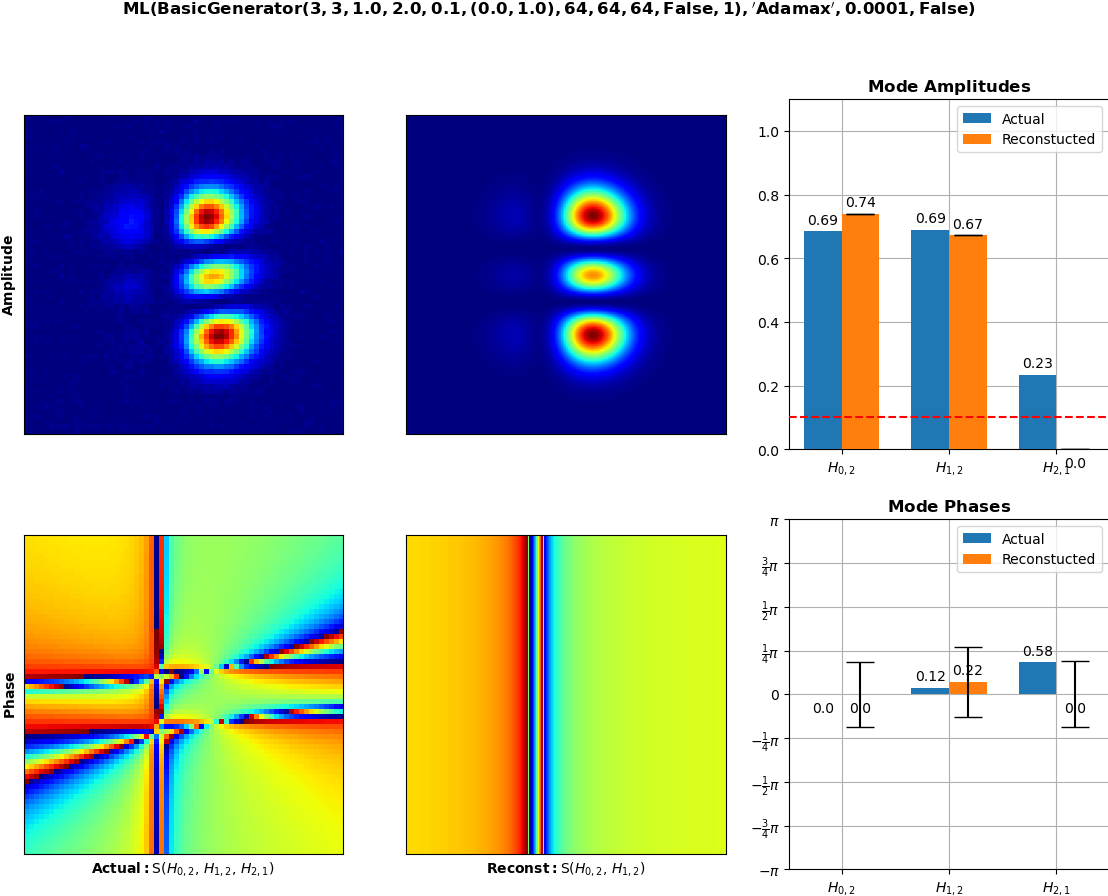 ML(BasicGenerator(3, 3, 1.0, 2.0, 0.1, (0.0, 1.0), 64, 64, 64, False, 1), ′Adamax′, 0.0001, False)
Amplitude
Mode Amplitudes
Actual
Reconstucted
1.0
0.8
0.6
0.4
0.2
0.0
0.69
0.74
0.69
0.67
0.23
0.0
H0, 2
H1, 2
H2, 1
Phase
Actual: S(H0, 2, H1, 2, H2, 1)
Reconst: S(H0, 2, H1, 2)
Mode Phases
Actual
Reconstucted
π
3/4π
1/2π
1/4π
0
−1/4π
−1/2π
−3/4π
−π
0.0
0.0
0.12
0.22
0.58
0.0
H0, 2
H1, 2
H2, 1